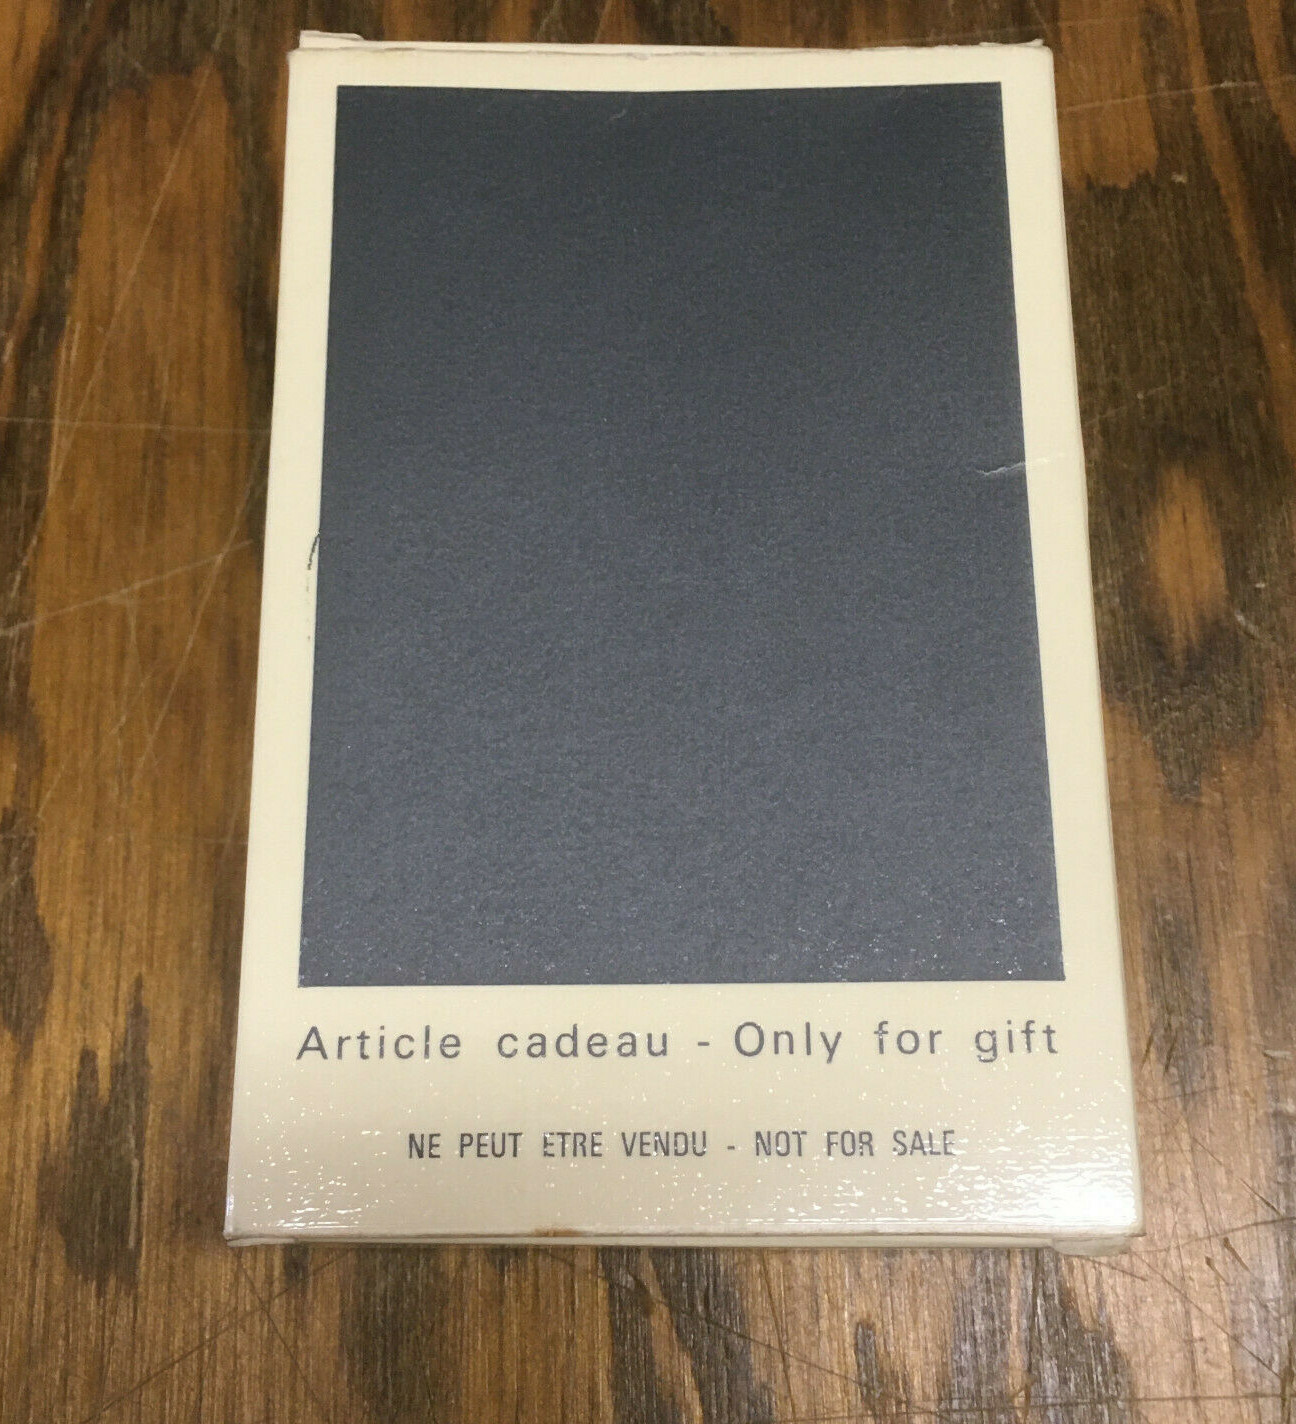 Article cadeau - Only for gift
NE PEUT ETRE VENDU - NOT FOR SALE